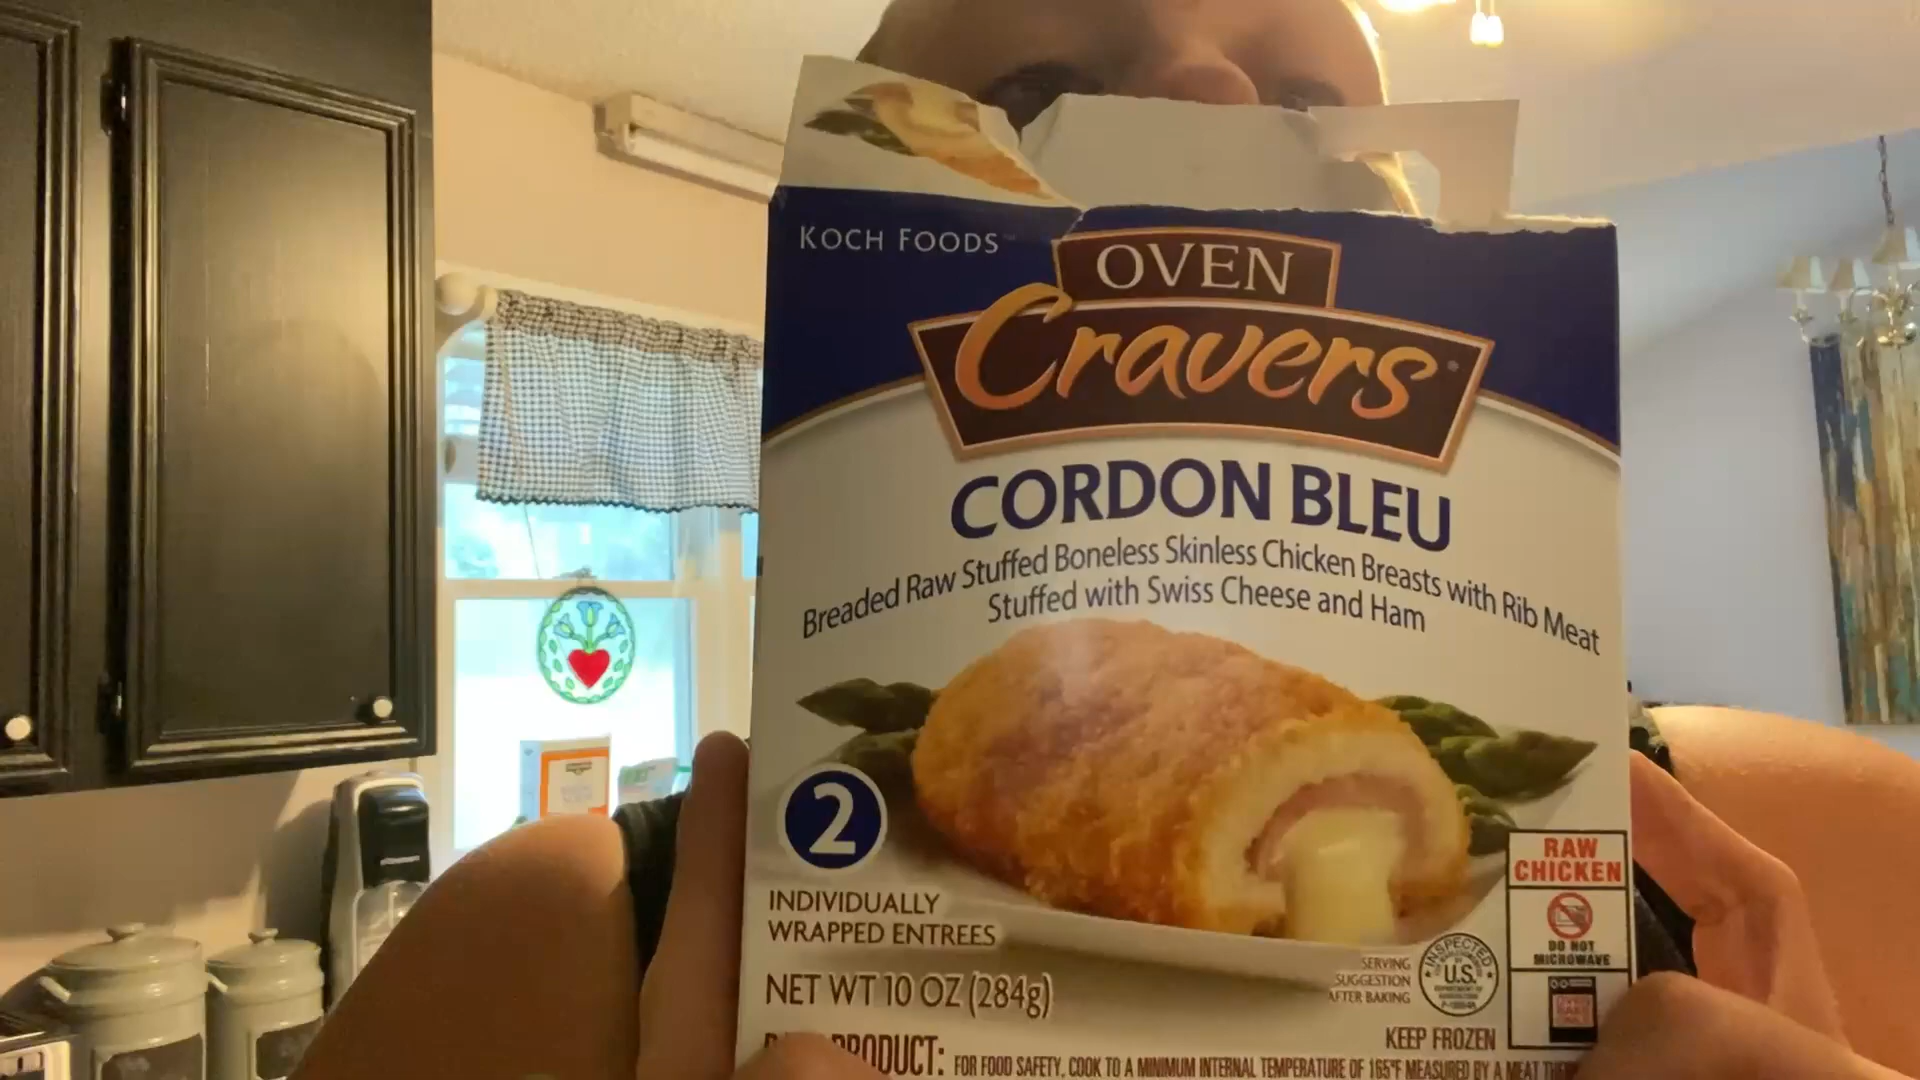 KOCH FOODS™
OVEN
Cravers®
CORDON BLEU
Breaded Raw Stuffed Boneless Skinless Chicken Breasts with Rib Meat
Stuffed with Swiss Cheese and Ham
2
INDIVIDUALLY
WRAPPED ENTREES
NET WT 10 OZ (284g)
RAW
CHICKEN
DO NOT
MICROWAVE
SERVING
SUGGESTION
AFTER BAKING
INSPECTED
U.S.
KEEP FROZEN
PRODUCT: FOR FOOD SAFETY, COOK TO A MINIMUM INTERNAL TEMPERATURE OF 165°F MEASURED BY A MEAT